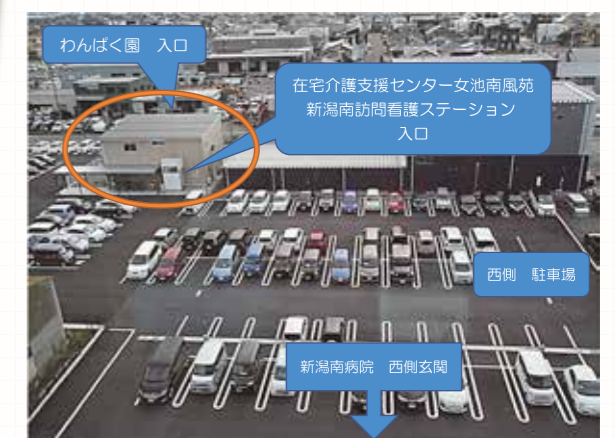 わんぱく園　入口
在宅介護支援センター女池南風苑
新潟南訪問看護ステーション
入口
西側　駐車場
新潟南病院　西側玄関